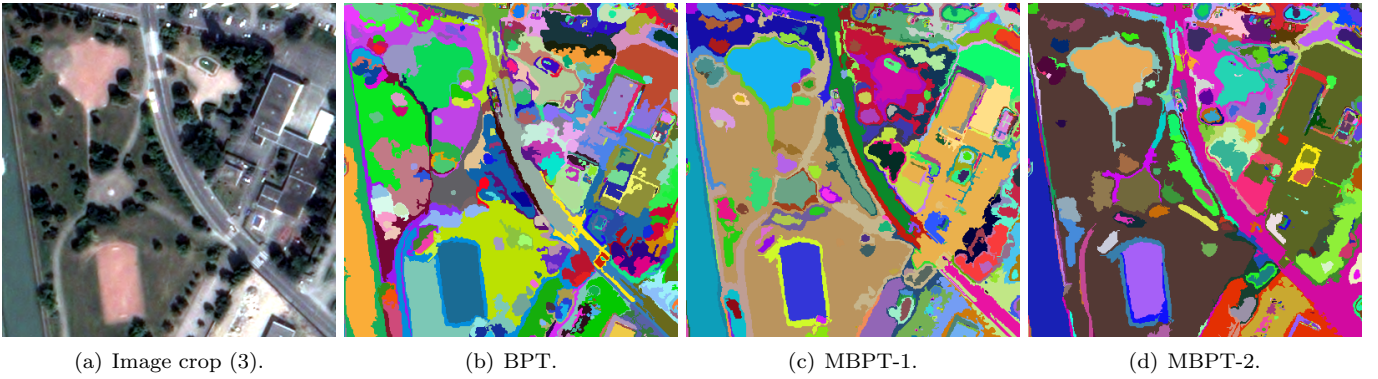 (a) Image crop (3).
(b) BPT.
(c) MBPT-1.
(d) MBPT-2.